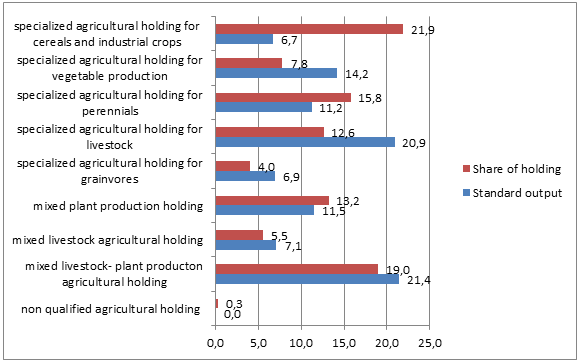 specialized agricultural holding for
cereals and industrial crops
21,9
6,7
specialized agricultural holding for
vegetable production
7,8
14,2
specialized agricultural holding for
perennials
15,8
11,2
specialized agricultural holding for
livestock
12,6
20,9
specialized agricultural holding for
grainvores
4,0
6,9
mixed plant production holding
13,2
11,5
mixed livestock agricultural holding
5,5
7,1
mixed livestock- plant producton
agricultural holding
19,0
21,4
non qualified agricultural holding
0,3
0,0
0,0 5,0 10,0 15,0 20,0 25,0
Share of holding
Standard output